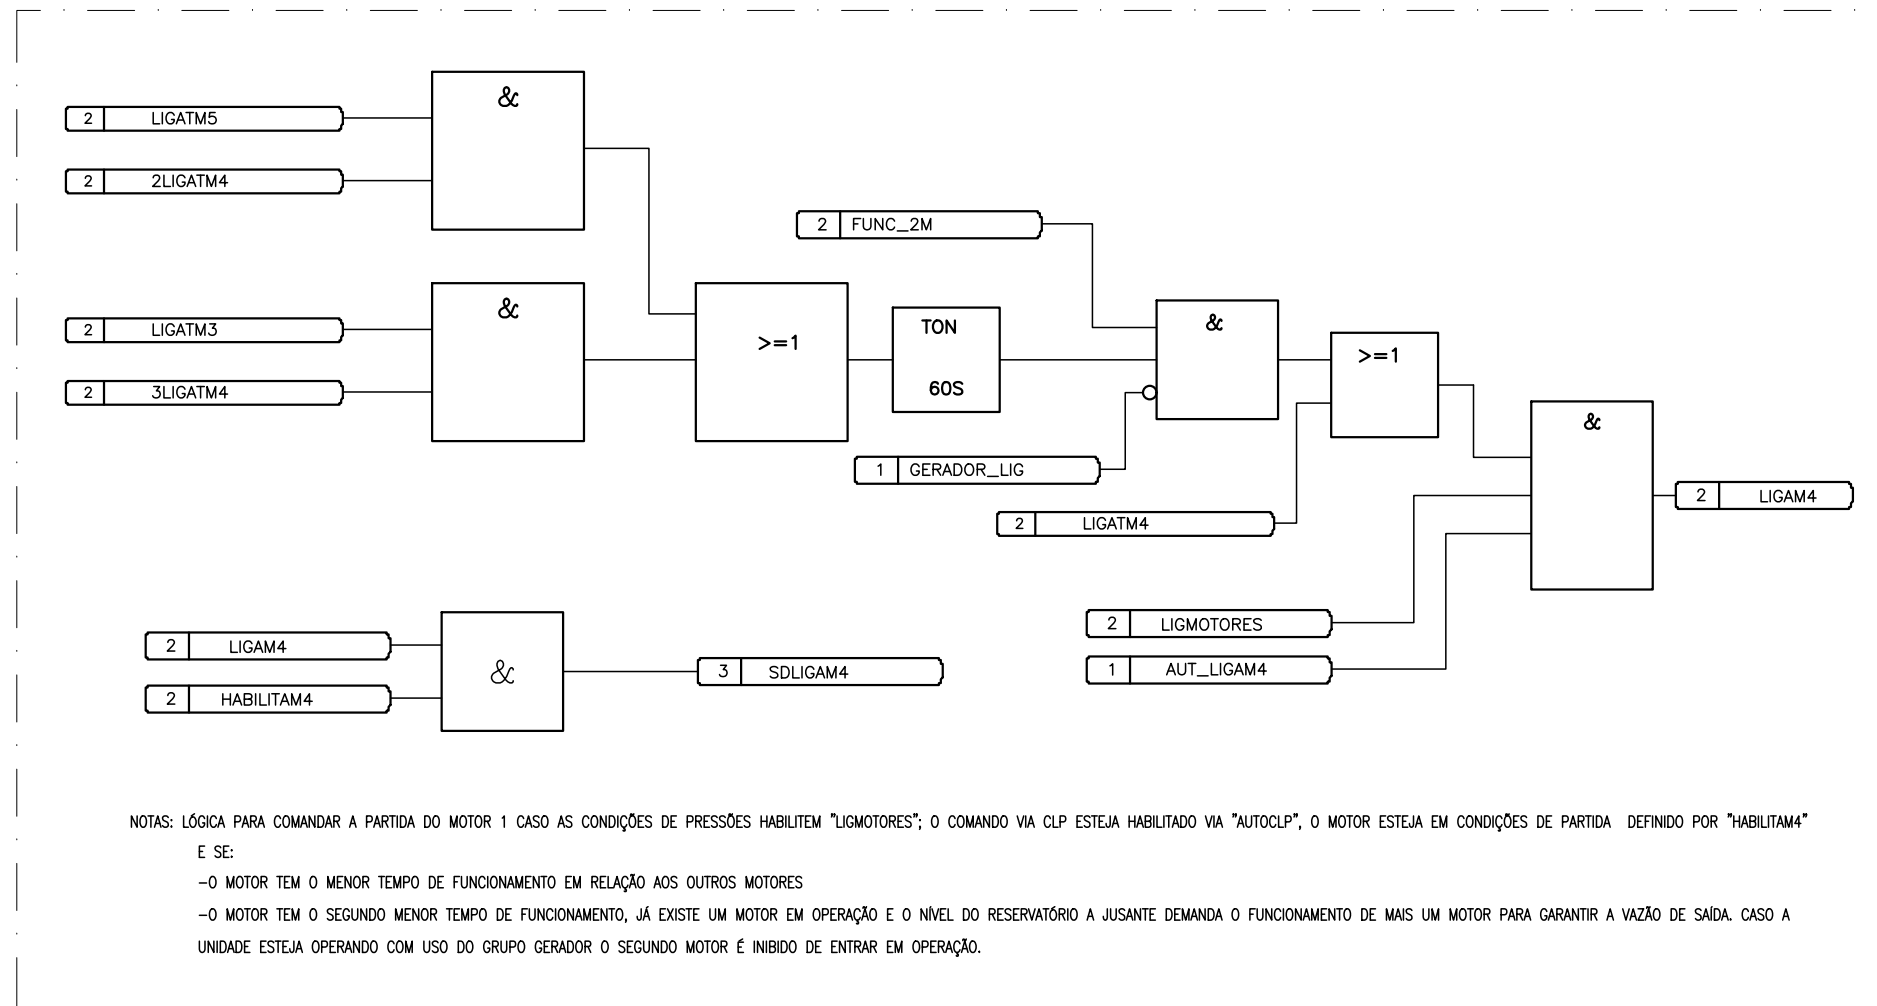 &
2 LIGATM5
2 2LIGATM4
2 FUNC_2M
&
2 LIGATM3
2 3LIGATM4
>=1
TON
60S
&
>=1
1 GERADOR_LIG
2 LIGATM4
&
2 LIGAM4
2 LIGMOTORES
1 AUT_LIGAM4
2 LIGAM4
2 HABILITAM4
&
3 SDLIGAM4
NOTAS: LÓGICA PARA COMANDAR A PARTIDA DO MOTOR 1 CASO AS CONDIÇÕES DE PRESSÕES HABILITEM "LIGMOTORES"; O COMANDO VIA CLP ESTEJA HABILITADO VIA "AUTOCLP", O MOTOR ESTEJA EM CONDIÇÕES DE PARTIDA DEFINIDO POR "HABILITAM4"
E SE:
-O MOTOR TEM O MENOR TEMPO DE FUNCIONAMENTO EM RELAÇÃO AOS OUTROS MOTORES
-O MOTOR TEM O SEGUNDO MENOR TEMPO DE FUNCIONAMENTO, JÁ EXISTE UM MOTOR EM OPERAÇÃO E O NÍVEL DO RESERVATÓRIO A JUSANTE DEMANDA O FUNCIONAMENTO DE MAIS UM MOTOR PARA GARANTIR A VAZÃO DE SAÍDA. CASO A
UNIDADE ESTEJA OPERANDO COM USO DO GRUPO GERADOR O SEGUNDO MOTOR É INIBIDO DE ENTRAR EM OPERAÇÃO.